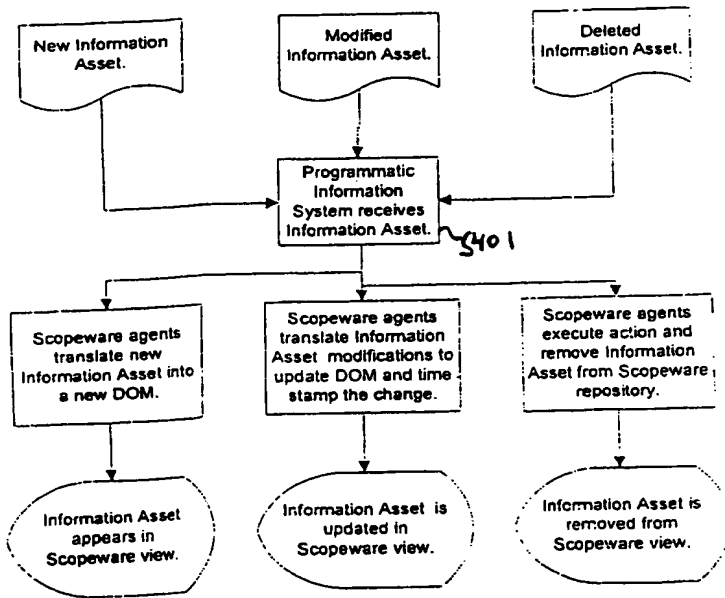 New Information
Asset.
Modified
Information Asset.
Deleted
Information Asset.
Programmatic
Information
System receives
Information Asset.
S401
Scopeware agents
translate new
Information Asset into
a new DOM.
Scopeware agents
translate Information
Asset modifications to
update DOM and time
stamp the change.
Scopeware agents
execute action and
remove Information
Asset from Scopeware
repository.
Information Asset
appears in
Scopeware view.
Information Asset is
updated in
Scopeware view.
Information Asset is
removed from
Scopeware view.